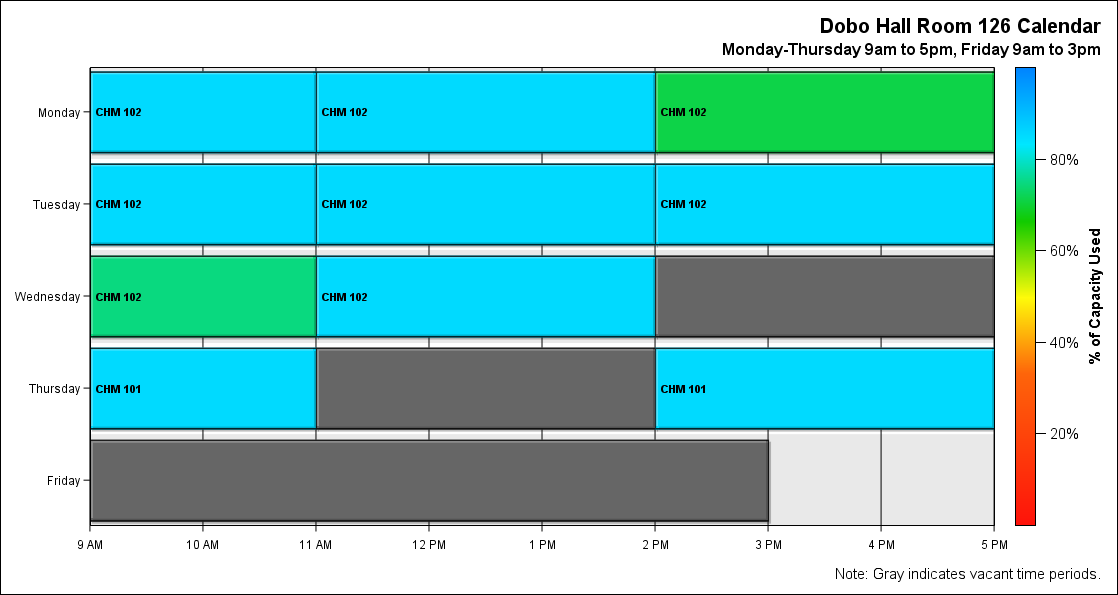 Dobo Hall Room 126 Calendar
Monday-Thursday 9am to 5pm, Friday 9am to 3pm
Monday
CHM 102
CHM 102
CHM 102
Tuesday
CHM 102
CHM 102
CHM 102
Wednesday
CHM 102
CHM 102
Thursday
CHM 101
CHM 101
Friday
9 AM
10 AM
11 AM
12 PM
1 PM
2 PM
3 PM
4 PM
5 PM
80%
60%
40%
20%
% of Capacity Used
Note: Gray indicates vacant time periods.